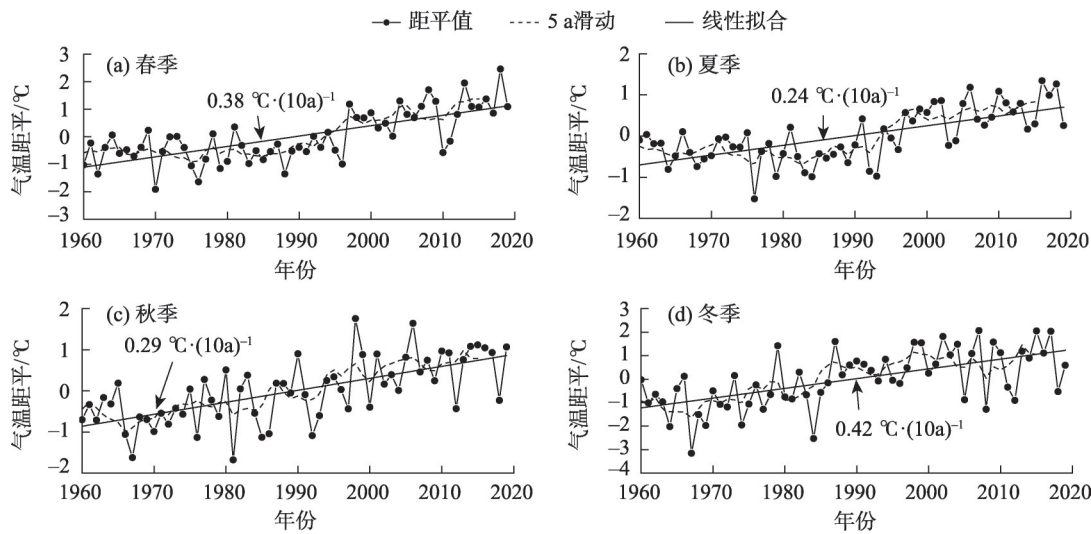 距平值 5 a滑动 线性拟合
(a) 春季
0.38 ℃·(10a)⁻¹
气温距平/℃
3
2
1
0
−1
−2
−3
1960 1970 1980 1990 2000 2010 2020
年份
(b) 夏季
0.24 ℃·(10a)⁻¹
气温距平/℃
2
1
0
−1
−2
1960 1970 1980 1990 2000 2010 2020
年份
(c) 秋季
0.29 ℃·(10a)⁻¹
气温距平/℃
2
1
0
−1
−2
1960 1970 1980 1990 2000 2010 2020
年份
(d) 冬季
0.42 ℃·(10a)⁻¹
气温距平/℃
3
2
1
0
−1
−2
−3
−4
1960 1970 1980 1990 2000 2010 2020
年份